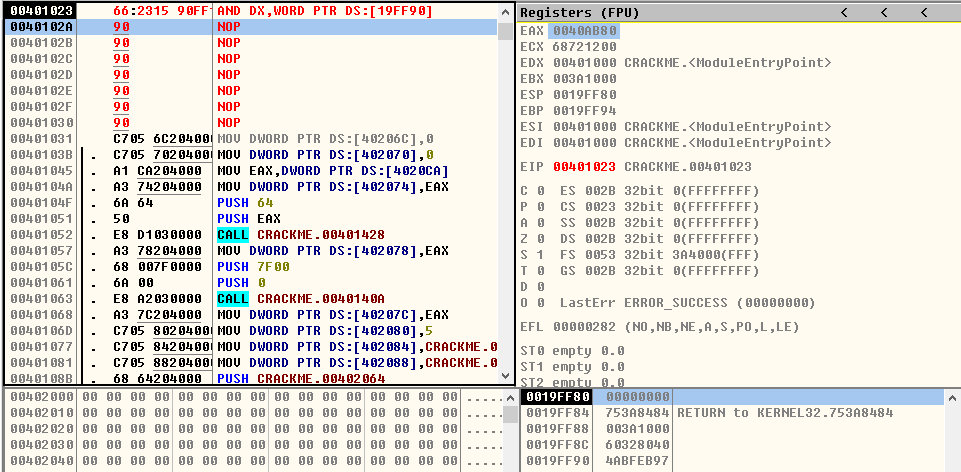 00401023 66:2315 90FF AND DX,WORD PTR DS:[19FF90]
0040102A 90 NOP
0040102B 90 NOP
0040102C 90 NOP
0040102D 90 NOP
0040102E 90 NOP
0040102F 90 NOP
00401030 90 NOP
00401031 C705 6C204000 MOV DWORD PTR DS:[40206C],0
0040103B . C705 70204000 MOV DWORD PTR DS:[402070],0
00401045 . A1 CA204000 MOV EAX,DWORD PTR DS:[4020CA]
0040104A . A3 74204000 MOV DWORD PTR DS:[402074],EAX
0040104F . 6A 64 PUSH 64
00401051 . 50 PUSH EAX
00401052 . E8 D1030000 CALL CRACKME.00401428
00401057 . A3 78204000 MOV DWORD PTR DS:[402078],EAX
0040105C . 68 007F0000 PUSH 7F00
00401061 . 6A 00 PUSH 0
00401063 . E8 A2030000 CALL CRACKME.0040140A
00401068 . A3 7C204000 MOV DWORD PTR DS:[40207C],EAX
0040106D . C705 80204000 MOV DWORD PTR DS:[402080],5
00401077 . C705 84204000 MOV DWORD PTR DS:[402084],CRACKME.0
00401081 . C705 88204000 MOV DWORD PTR DS:[402088],CRACKME.0
0040108B . 68 64204000 PUSH CRACKME.00402064
Registers (FPU) < < <
EAX 0040AB80
ECX 68721200
EDX 00401000 CRACKME.<ModuleEntryPoint>
EBX 003A1000
ESP 0019FF80
EBP 0019FF94
ESI 00401000 CRACKME.<ModuleEntryPoint>
EDI 00401000 CRACKME.<ModuleEntryPoint>
EIP 00401023 CRACKME.00401023
C 0 ES 002B 32bit 0(FFFFFFFF)
P 0 CS 0023 32bit 0(FFFFFFFF)
A 0 SS 002B 32bit 0(FFFFFFFF)
Z 0 DS 002B 32bit 0(FFFFFFFF)
S 1 FS 0053 32bit 3A4000(FFF)
T 0 GS 002B 32bit 0(FFFFFFFF)
D 0
O 0 LastErr ERROR_SUCCESS (00000000)
EFL 00000282 (NO,NB,NE,A,S,PO,L,LE)
ST0 empty 0.0
ST1 empty 0.0
ST2 empty 0.0
00402000 00 00 00 00 00 00 00 00 00 00 00 00 00 00 00 00 .....
00402010 00 00 00 00 00 00 00 00 00 00 00 00 00 00 00 00 .....
00402020 00 00 00 00 00 00 00 00 00 00 00 00 00 00 00 00 .....
00402030 00 00 00 00 00 00 00 00 00 00 00 00 00 00 00 00 .....
00402040 00 00 00 00 00 00 00 00 00 00 00 00 00 00 00 00 .....
0019FF80 00000000
0019FF84 753A8484 RETURN to KERNEL32.753A8484
0019FF88 003A1000
0019FF8C 60328040
0019FF90 4ABFEB97